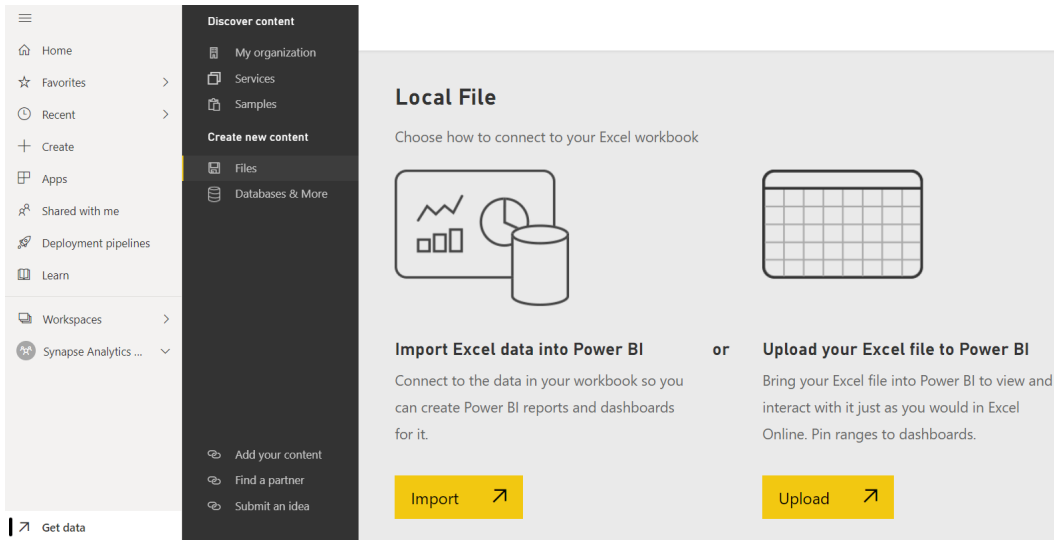 Home
Favorites
Recent
Create
Apps
Shared with me
Deployment pipelines
Learn
Workspaces
Synapse Analytics ...
Get data
Discover content
My organization
Services
Samples
Create new content
Files
Databases & More
Add your content
Find a partner
Submit an idea
Local File
Choose how to connect to your Excel workbook
Import Excel data into Power BI
Connect to the data in your workbook so you
can create Power BI reports and dashboards
for it.
Import
or
Upload your Excel file to Power BI
Bring your Excel file into Power BI to view and
interact with it just as you would in Excel
Online. Pin ranges to dashboards.
Upload